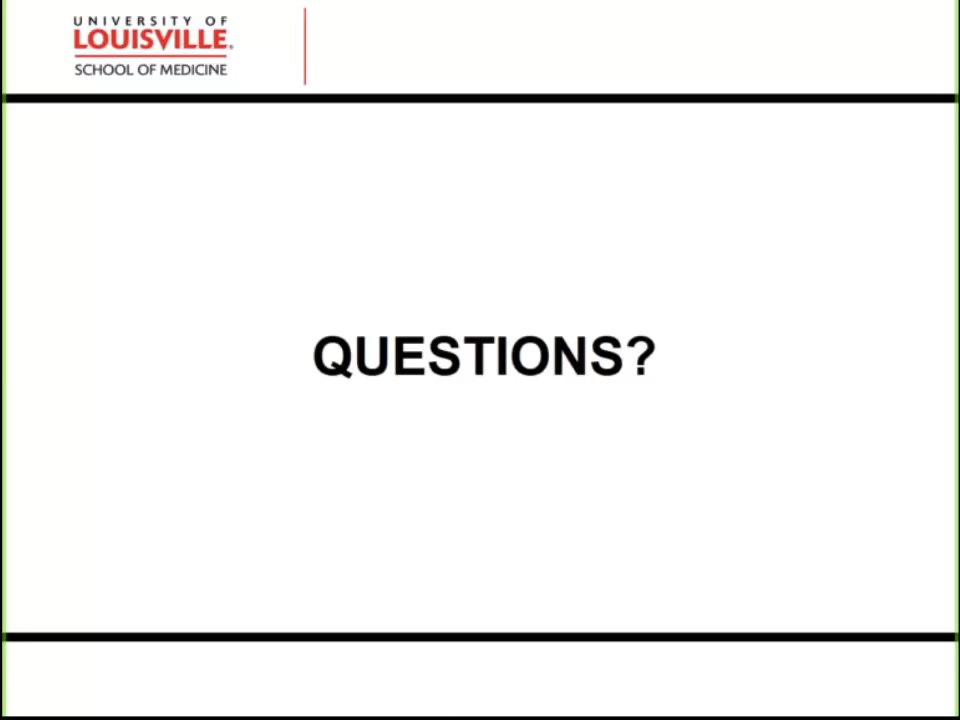 UNIVERSITY OF
LOUISVILLE®
SCHOOL OF MEDICINE
QUESTIONS?